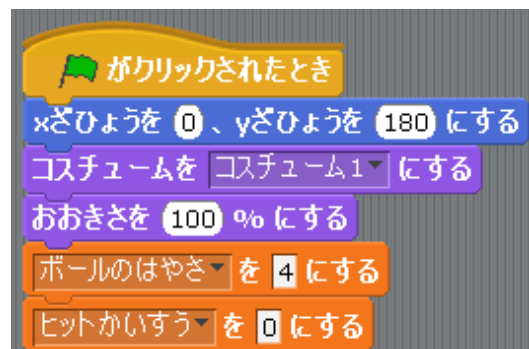 がクリックされたとき
xざひょうを 0 、yざひょうを 180 にする
コスチュームを コスチューム1 にする
おおきさを 100 % にする
ボールのはやさ を 4 にする
ヒットかいすう を 0 にする